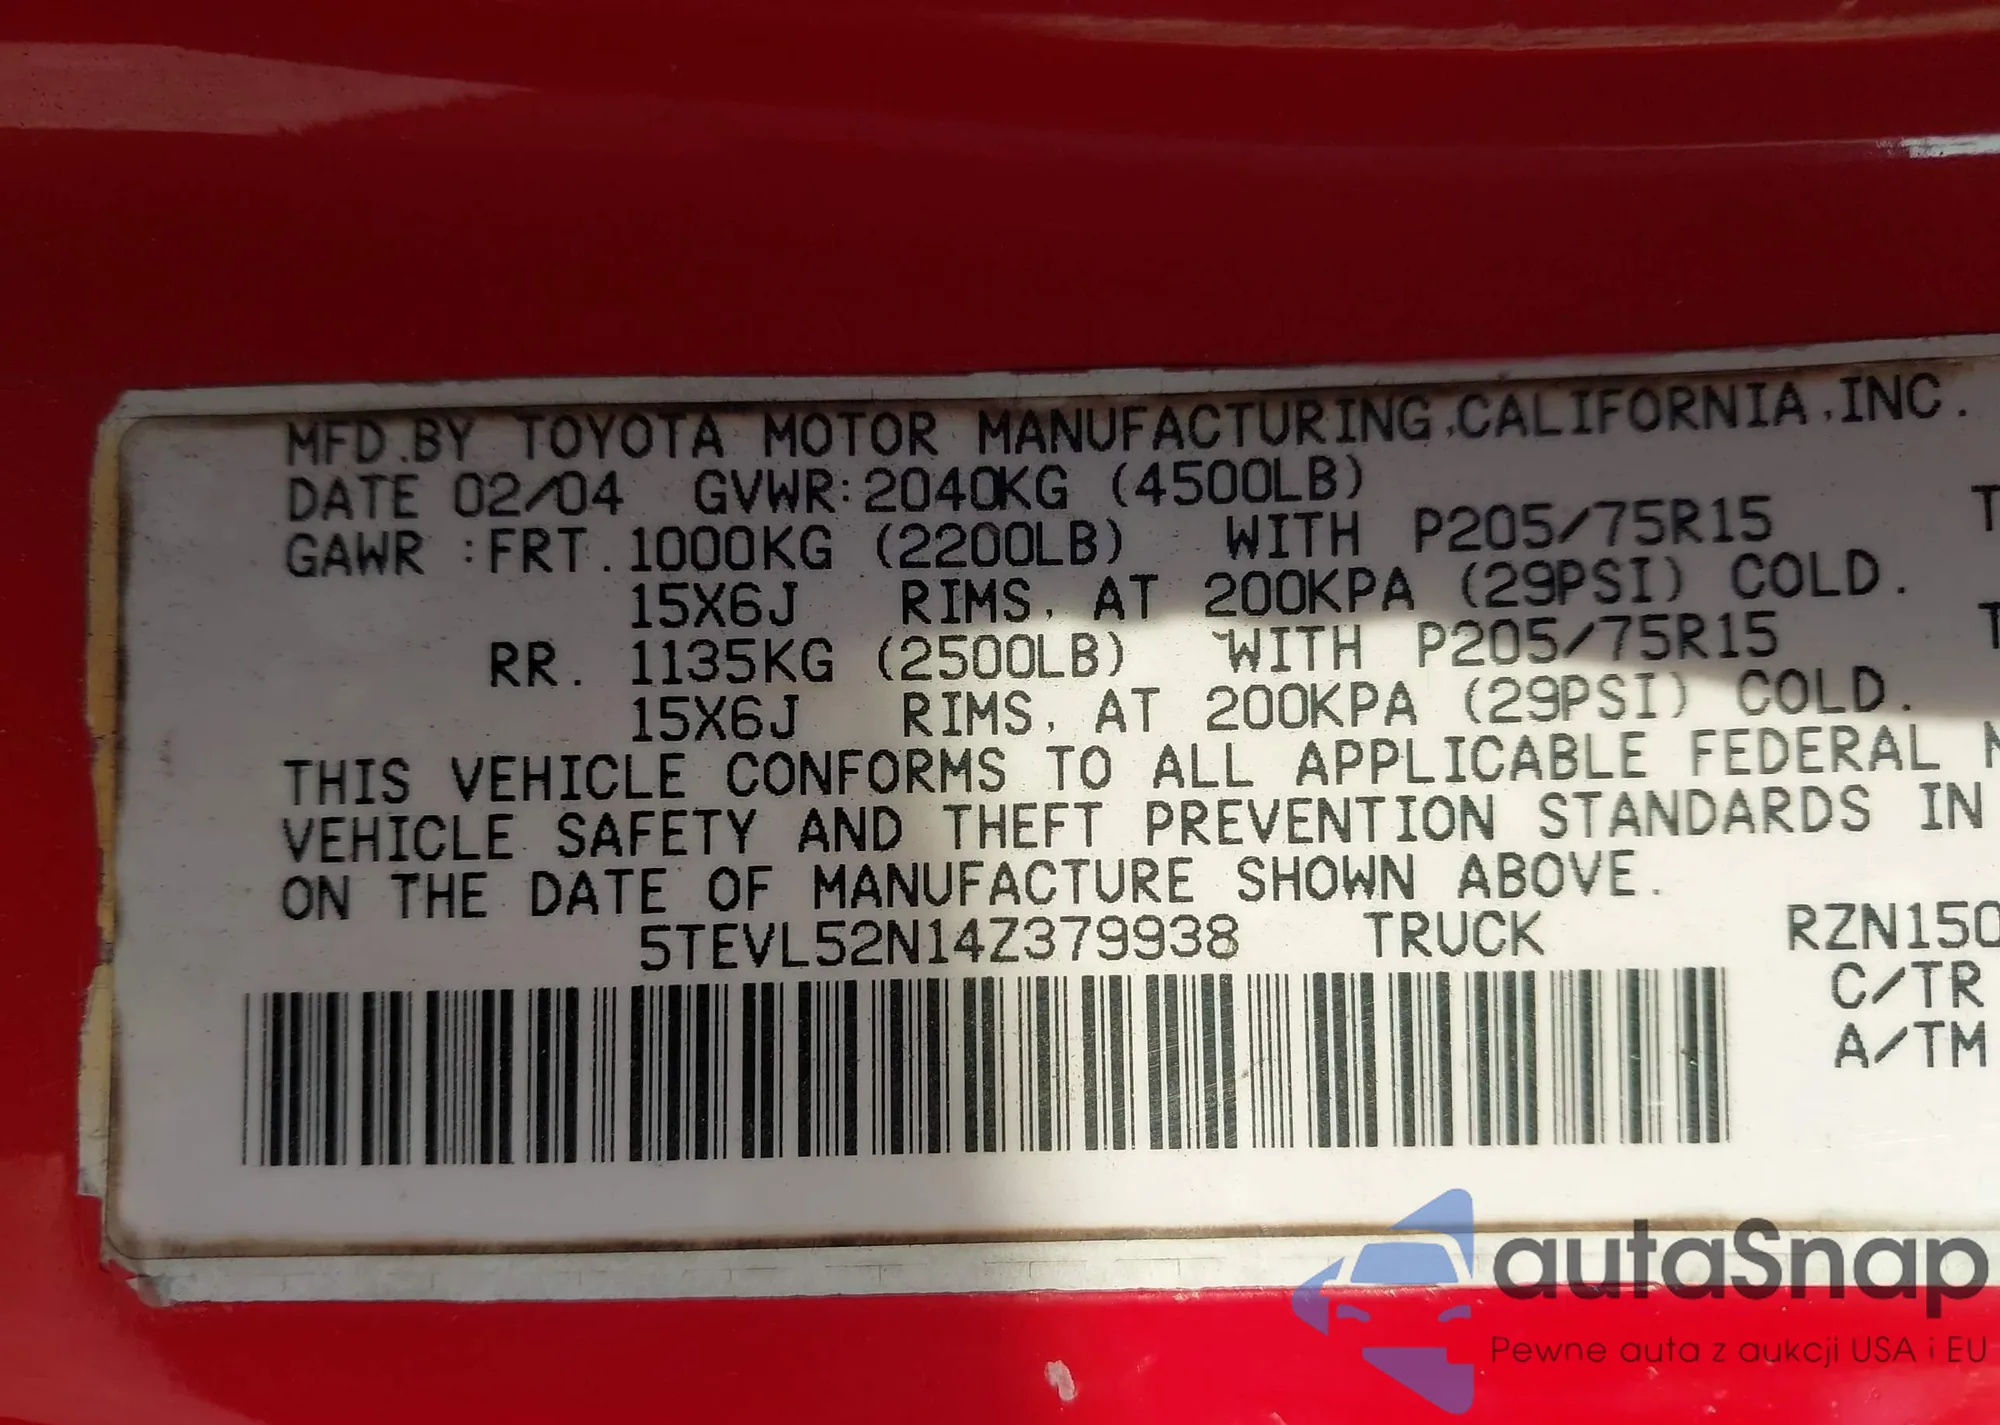 MFD.BY TOYOTA MOTOR MANUFACTURING,CALIFORNIA,INC.
DATE 02/04 GVWR:2040KG (4500LB)
GAWR :FRT.1000KG (2200LB) WITH P205/75R15 T
15X6J RIMS, AT 200KPA (29PSI) COLD.
RR. 1135KG (2500LB) WITH P205/75R15 T
15X6J RIMS, AT 200KPA (29PSI) COLD.
THIS VEHICLE CONFORMS TO ALL APPLICABLE FEDERAL
VEHICLE SAFETY AND THEFT PREVENTION STANDARDS IN
ON THE DATE OF MANUFACTURE SHOWN ABOVE.
5TEVL52N14Z379938 TRUCK RZN150
C/TR
A/TM
autaSnap
Pewne auta z aukcji USA i EU